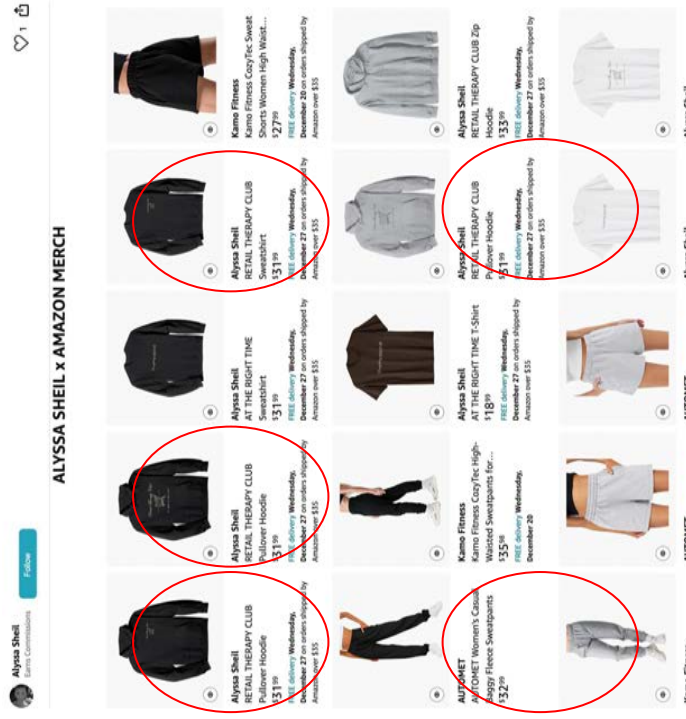 Alyssa Sheil
Earns Commissions
Follow
1
ALYSSA SHEIL x AMAZON MERCH
Alyssa Sheil
RETAIL THERAPY CLUB
Pullover Hoodie
$31.99
FREE delivery Wednesday,
December 27 on orders shipped by
Amazon over $35
Alyssa Sheil
RETAIL THERAPY CLUB
Pullover Hoodie
$31.99
FREE delivery Wednesday,
December 27 on orders shipped by
Amazon over $35
Alyssa Sheil
AT THE RIGHT TIME
Sweatshirt
$31.99
FREE delivery Wednesday,
December 27 on orders shipped by
Amazon over $35
Alyssa Sheil
RETAIL THERAPY CLUB
Sweatshirt
$31.99
FREE delivery Wednesday,
December 27 on orders shipped by
Amazon over $35
Kamo Fitness
Kamo Fitness CozyTec Sweat
Shorts Women High Waist...
$27.99
FREE delivery Wednesday,
December 20 on orders shipped by
Amazon over $35
AUTOMET
AUTOMET Women's Casual
Baggy Fleece Sweatpants
$32.99
Kamo Fitness
Kamo Fitness CozyTec High-
Waisted Sweatpants for...
$35.98
FREE delivery Wednesday,
December 20
Alyssa Sheil
AT THE RIGHT TIME T-Shirt
$18.99
FREE delivery Wednesday,
December 27 on orders shipped by
Amazon over $35
Alyssa Sheil
RETAIL THERAPY CLUB
Pullover Hoodie
$31.99
FREE delivery Wednesday,
December 27 on orders shipped by
Amazon over $35
Alyssa Sheil
RETAIL THERAPY CLUB Zip
Hoodie
$33.99
FREE delivery Wednesday,
December 27 on orders shipped by
Amazon over $35